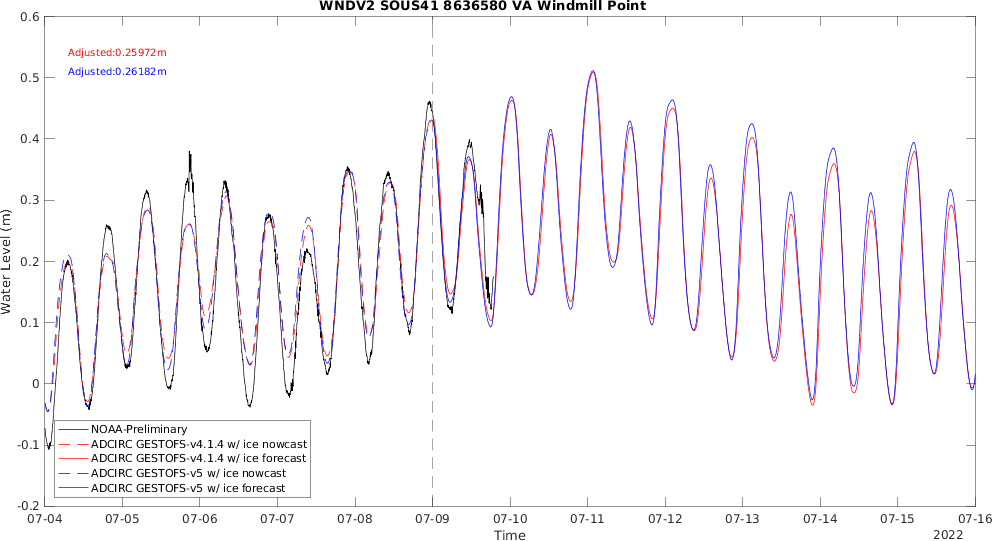 WNDV2 SOUS41 8636580 VA Windmill Point
Adjusted:0.25972m
Adjusted:0.26182m
Water Level (m)
0.6
0.5
0.4
0.3
0.2
0.1
0
-0.1
-0.2
NOAA-Preliminary
ADCIRC GESTOFS-v4.1.4 w/ ice nowcast
ADCIRC GESTOFS-v4.1.4 w/ ice forecast
ADCIRC GESTOFS-v5 w/ ice nowcast
ADCIRC GESTOFS-v5 w/ ice forecast
07-04 07-05 07-06 07-07 07-08 07-09 07-10 07-11 07-12 07-13 07-14 07-15 07-16
Time
2022